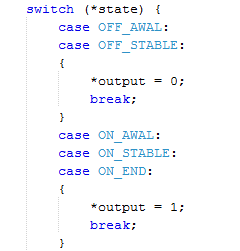 switch (*state) {
case OFF_AWAL:
case OFF_STABLE:
{
*output = 0;
break;
}
case ON_AWAL:
case ON_STABLE:
case ON_END:
{
*output = 1;
break;
}